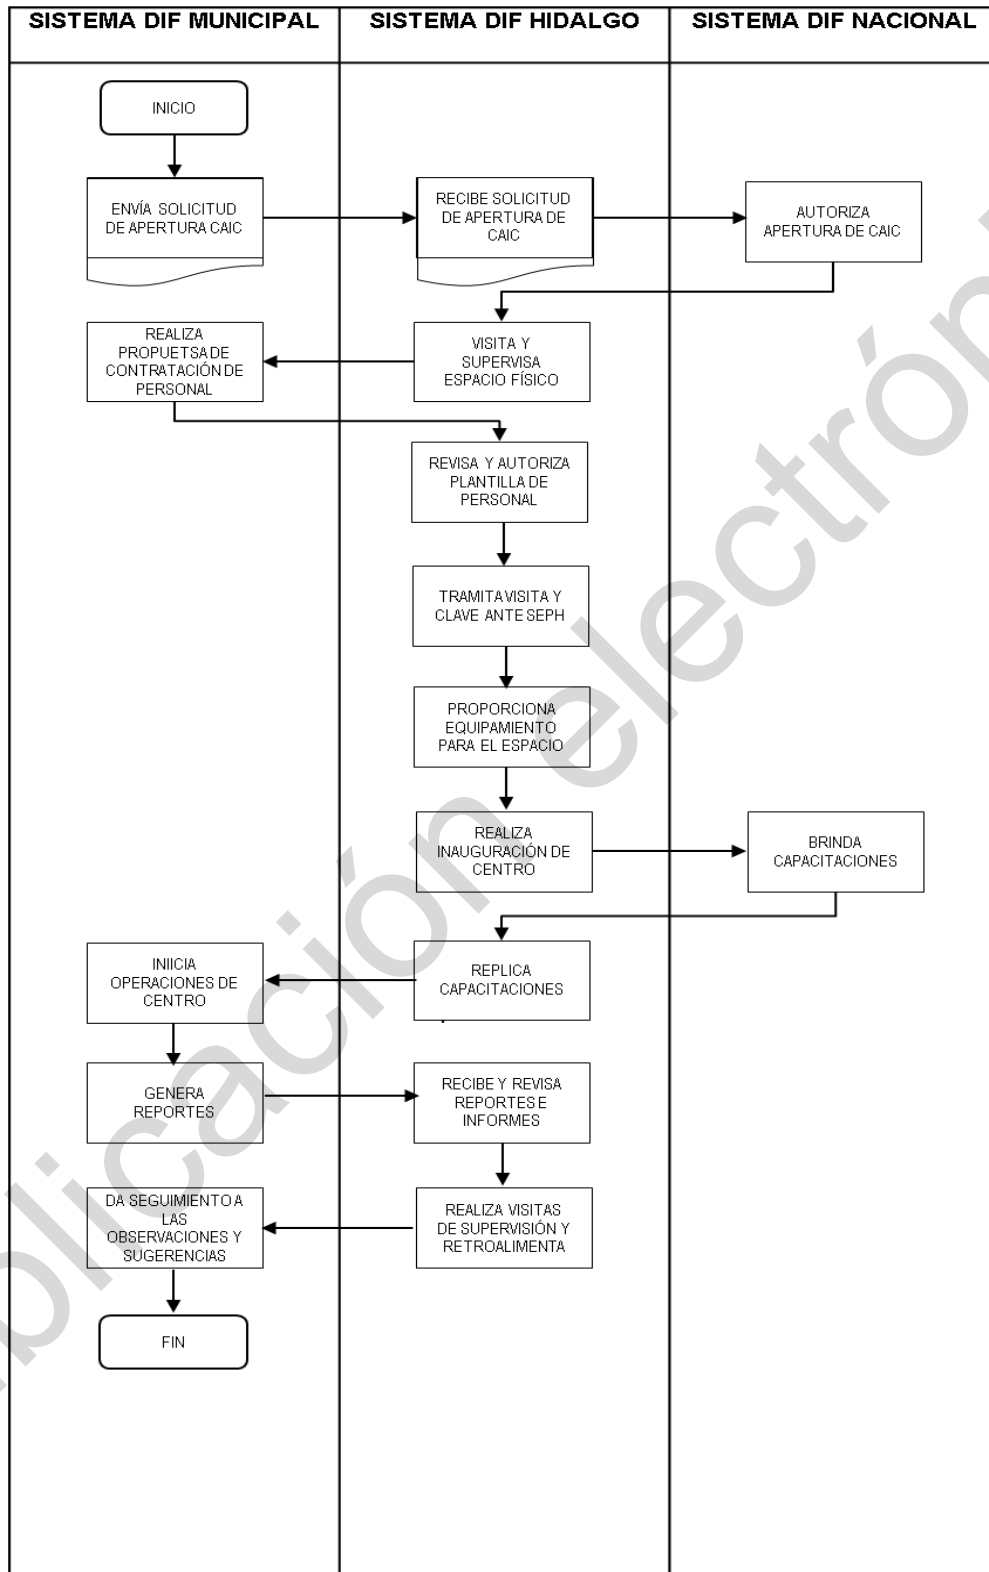 SISTEMA DIF MUNICIPAL
SISTEMA DIF HIDALGO
SISTEMA DIF NACIONAL
INICIO
ENVÍA SOLICITUD
DE APERTURA CAIC
RECIBE SOLICITUD
DE APERTURA DE
CAIC
AUTORIZA
APERTURA DE CAIC
REALIZA
PROPUETSA DE
CONTRATACIÓN DE
PERSONAL
VISITA Y
SUPERVISA
ESPACIO FÍSICO
REVISA Y AUTORIZA
PLANTILLA DE
PERSONAL
TRAMITA VISITA Y
CLAVE ANTE SEPH
PROPORCIONA
EQUIPAMIENTO
PARA EL ESPACIO
REALIZA
INAUGURACIÓN DE
CENTRO
BRINDA
CAPACITACIONES
INIICIA
OPERACIONES DE
CENTRO
REPLICA
CAPACITACIONES
GENERA
REPORTES
RECIBE Y REVISA
REPORTES E
INFORMES
DA SEGUIMIENTO A
LAS
OBSERVACIONES Y
SUGERENCIAS
REALIZA VISITAS
DE SUPERVISIÓN Y
RETROALIMENTA
FIN
blicación electrón